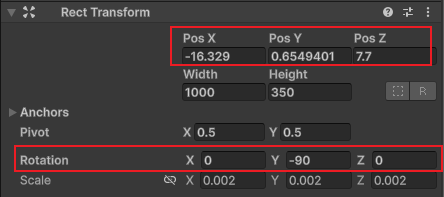 Rect Transform
Pos X Pos Y Pos Z
-16.329 0.6549401 7.7
Width Height
1000 350
R
Anchors
Pivot X 0.5 Y 0.5
Rotation X 0 Y -90 Z 0
Scale X 0.002 Y 0.002 Z 0.002